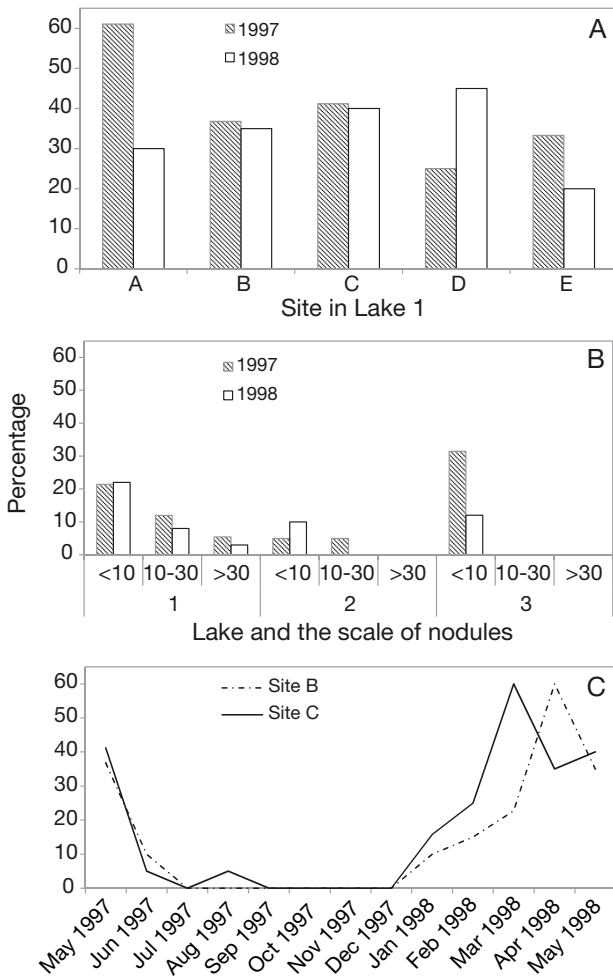 60
50
40
30
20
10
0
1997
1998
A
A B C D E
Site in Lake 1
Percentage
60
50
40
30
20
10
0
1997
1998
B
<10 10-30 >30 <10 10-30 >30 <10 10-30 >30
1 2 3
Lake and the scale of nodules
60
50
40
30
20
10
0
Site B
Site C
C
May 1997
Jun 1997
Jul 1997
Aug 1997
Sep 1997
Oct 1997
Nov 1997
Dec 1997
Jan 1998
Feb 1998
Mar 1998
Apr 1998
May 1998